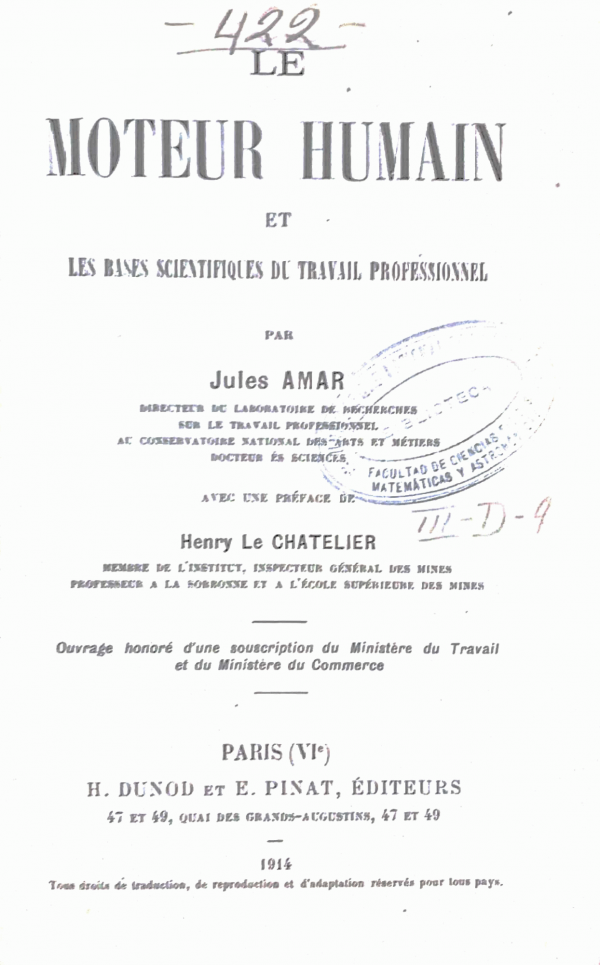 - 422 -
LE
MOTEUR HUMAIN
ET
LES BASES SCIENTIFIQUES DU TRAVAIL PROFESSIONNEL
PAR
Jules AMAR
DIRECTEUR DU LABORATOIRE DE RECHERCHES
SUR LE TRAVAIL PROFESSIONNEL
AU CONSERVATOIRE NATIONAL DES ARTS ET MÉTIERS
DOCTEUR ÈS SCIENCES
FACULTAD DE CIENCIAS
MATEMÁTICAS Y
AVEC UNE PRÉFACE DE
III-D-9
Henry Le CHATELIER
MEMBRE DE L'INSTITUT, INSPECTEUR GÉNÉRAL DES MINES
PROFESSEUR A LA SORBONNE ET A L'ÉCOLE SUPÉRIEURE DES MINES
Ouvrage honoré d'une souscription du Ministère du Travail
et du Ministère du Commerce
PARIS (VIe)
H. DUNOD ET E. PINAT, ÉDITEURS
47 ET 49, QUAI DES GRANDS-AUGUSTINS, 47 ET 49
1914
Tous droits de traduction, de reproduction et d'adaptation réservés pour tous pays.